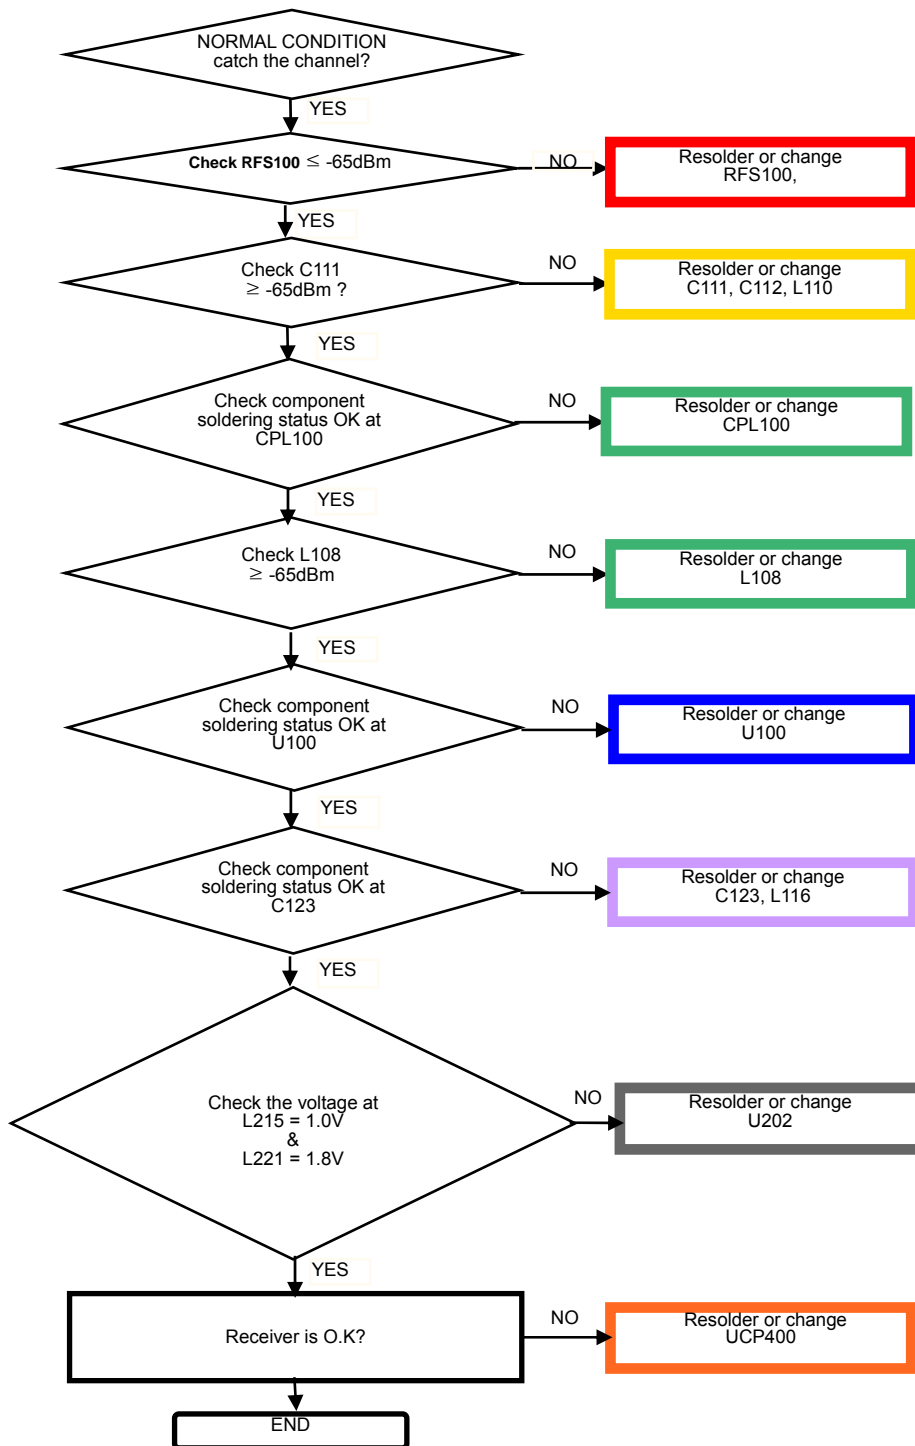 NORMAL CONDITION
catch the channel?
YES
Check RFS100 ≤ -65dBm
NO
Resolder or change
RFS100,
YES
Check C111
≥ -65dBm ?
NO
Resolder or change
C111, C112, L110
YES
Check component
soldering status OK at
CPL100
NO
Resolder or change
CPL100
YES
Check L108
≥ -65dBm
NO
Resolder or change
L108
YES
Check component
soldering status OK at
U100
NO
Resolder or change
U100
YES
Check component
soldering status OK at
C123
NO
Resolder or change
C123, L116
YES
Check the voltage at
L215 = 1.0V
&
L221 = 1.8V
NO
Resolder or change
U202
YES
Receiver is O.K?
NO
Resolder or change
UCP400
END